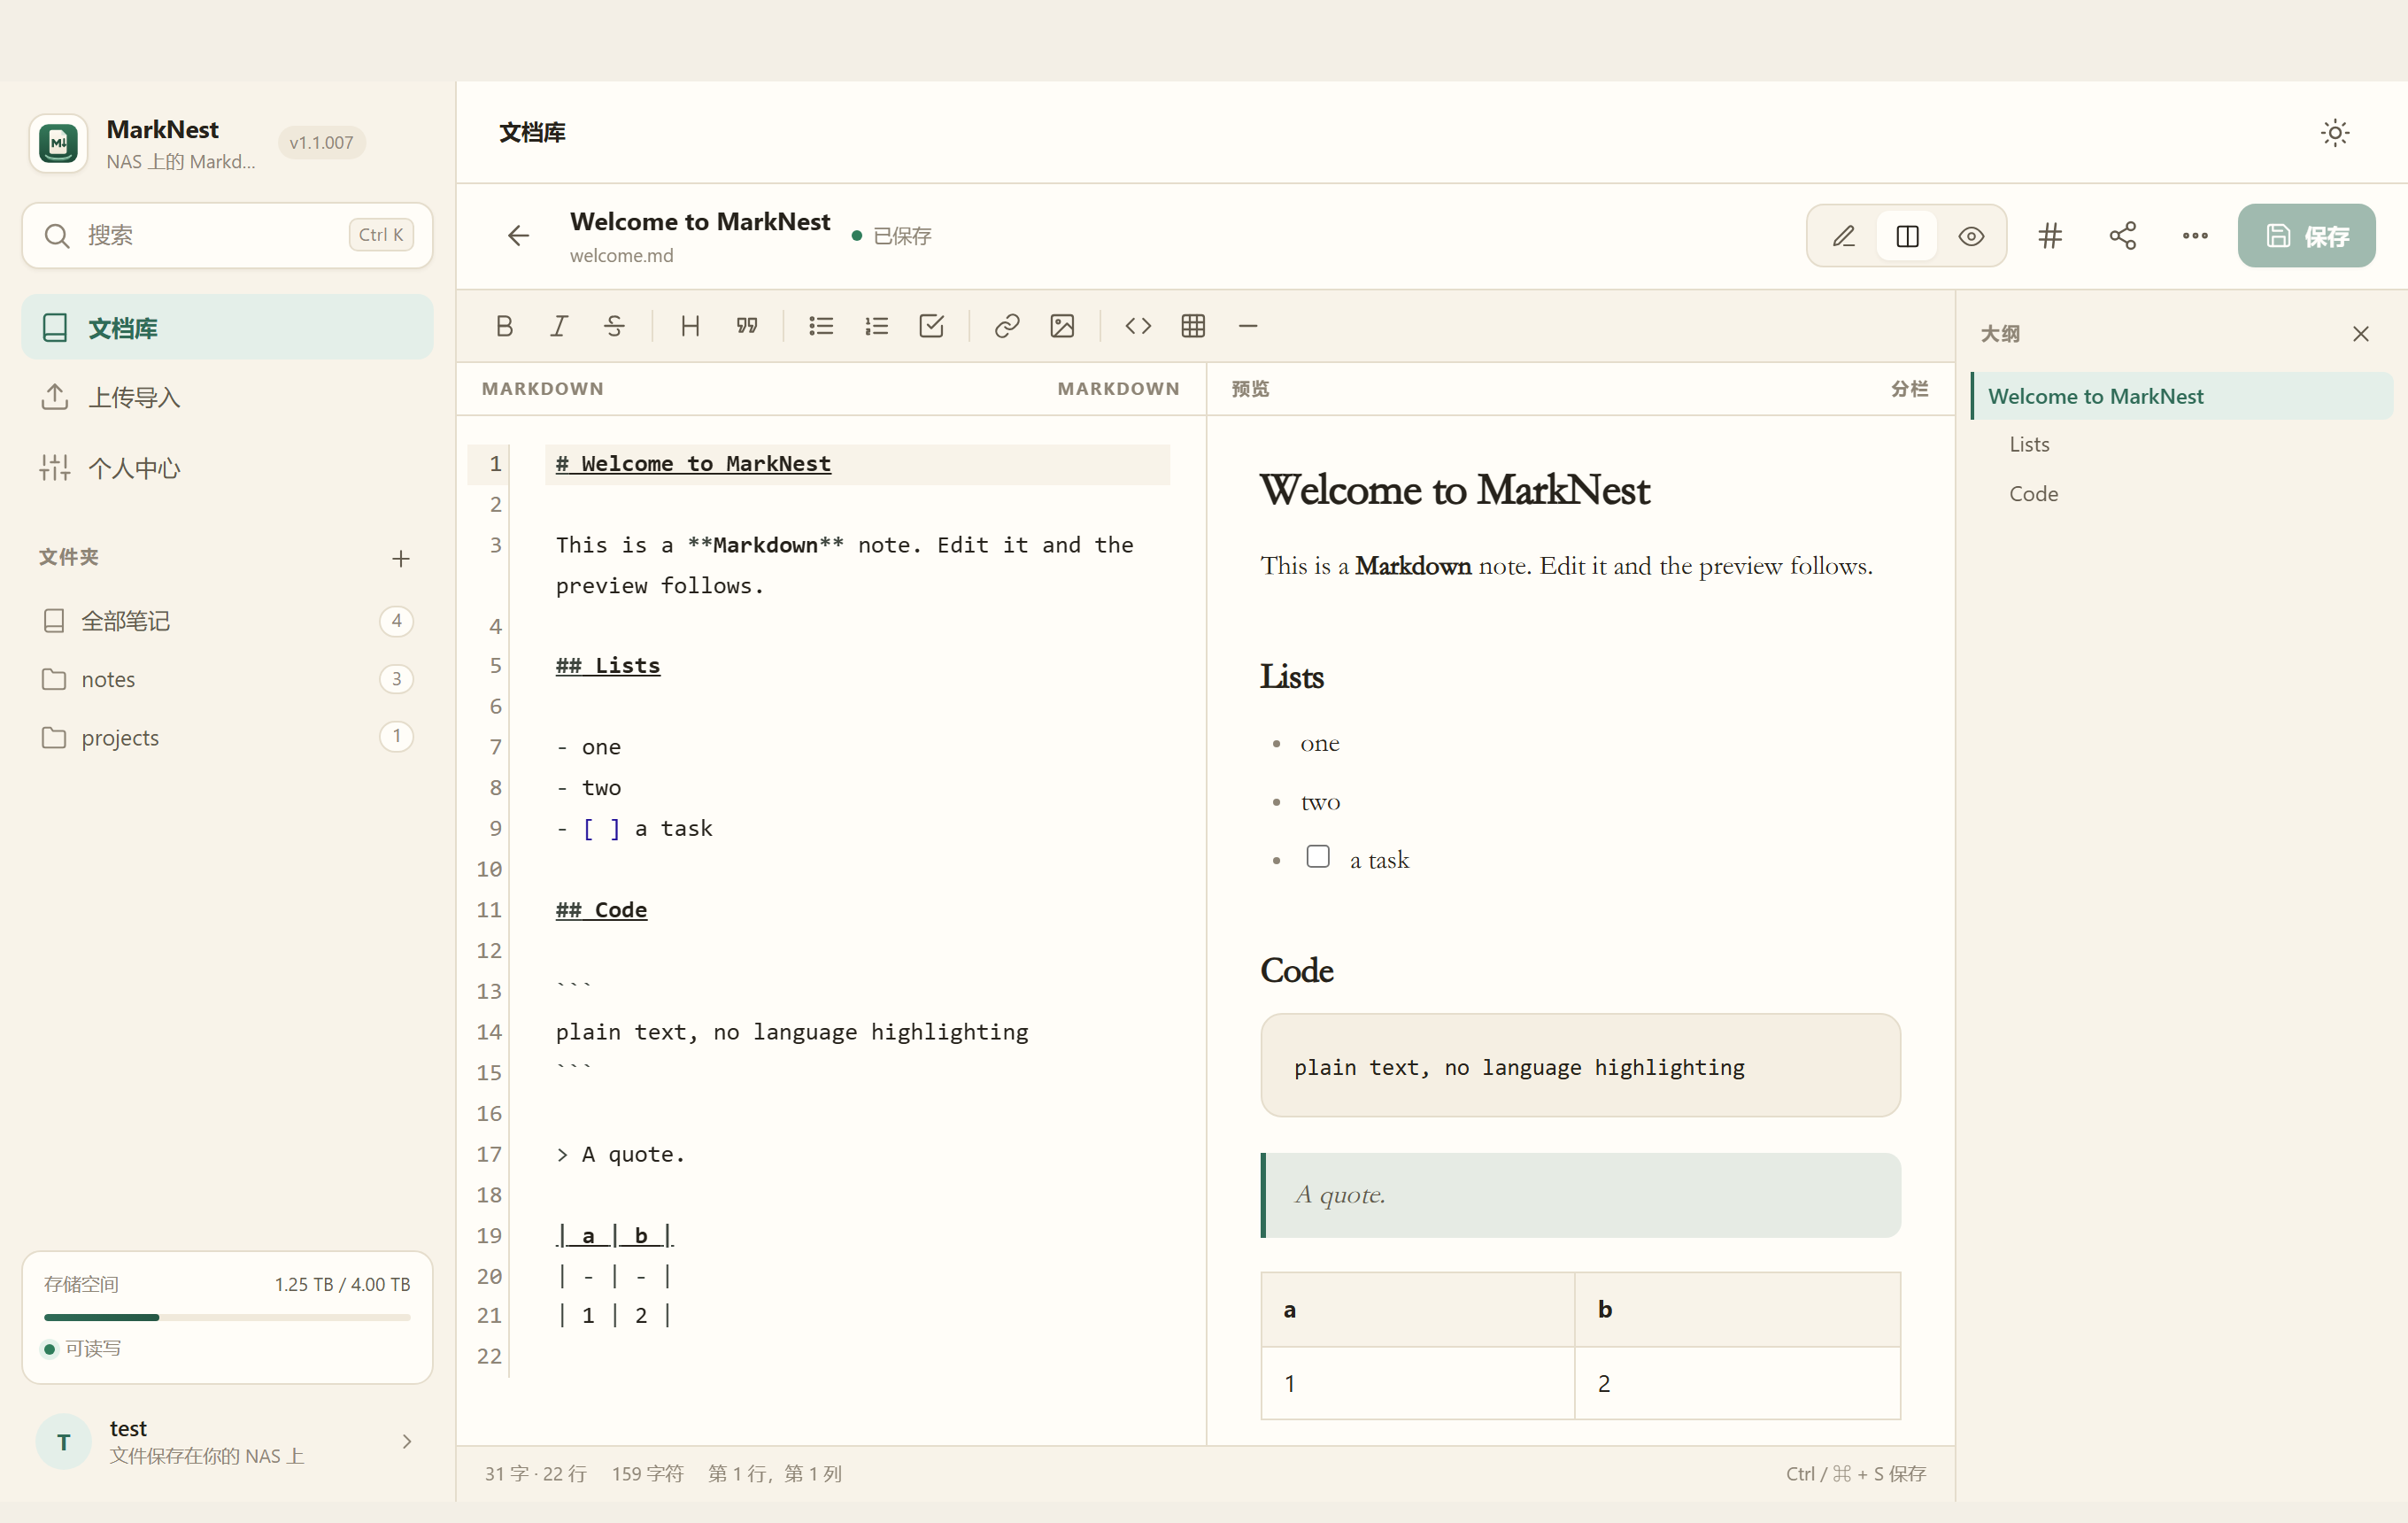 MarkNest
NAS 上的 Markd...
v1.1.007
搜索
Ctrl K
文档库
上传导入
个人中心
文件夹
全部笔记
4
notes
3
projects
1
存储空间
1.25 TB / 4.00 TB
可读写
T
test
文件保存在你的 NAS 上
文档库
Welcome to MarkNest
welcome.md
已保存
保存
MARKDOWN
MARKDOWN
1 # Welcome to MarkNest
2
3 This is a **Markdown** note. Edit it and the
preview follows.
4
5 ## Lists
6
7 - one
8 - two
9 - [ ] a task
10
11 ## Code
12
13 ```
14 plain text, no language highlighting
15 ```
16
17 > A quote.
18
19 | a | b |
20 | - | - |
21 | 1 | 2 |
22
预览
分栏
Welcome to MarkNest
This is a Markdown note. Edit it and the preview follows.
Lists
• one
• two
• a task
Code
plain text, no language highlighting
A quote.
a b
1 2
31 字 · 22 行
159 字符
第 1 行，第 1 列
Ctrl / ⌘ + S 保存
大纲
Welcome to MarkNest
Lists
Code